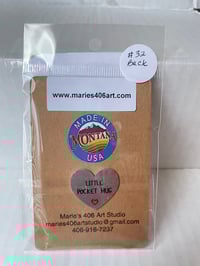 #32
Back
www.maries406art.com
MADE IN
MONTANA
USA
LITTLE
POCKET HUG
Marie's 406 Art Studio
maries406artstudio@gmail.com
406-916-7237